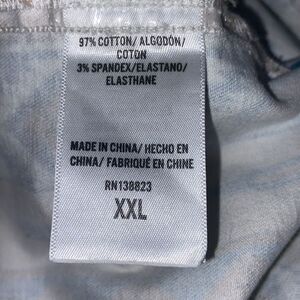 97% COTTON/ ALGODÓN/
COTON
3% SPANDEX/ELASTANO/
ELASTHANE
MADE IN CHINA/ HECHO EN
CHINA/ FABRIQUÉ EN CHINE
RN138823
XXL